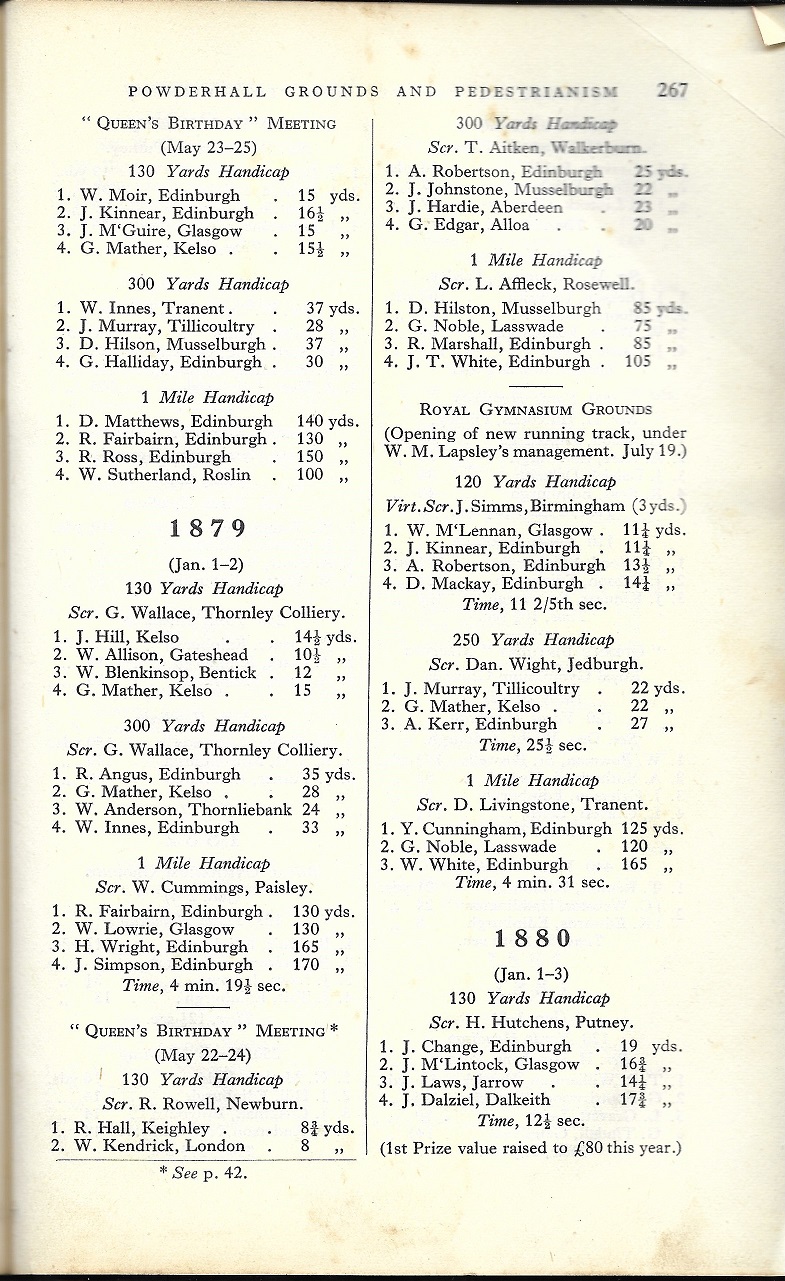 POWDERHALL GROUNDS AND PEDESTRIANISM 267
" QUEEN'S BIRTHDAY " MEETING
(May 23–25)
130 Yards Handicap
1. W. Moir, Edinburgh . 15 yds.
2. J. Kinnear, Edinburgh . 16½ „
3. J. M'Guire, Glasgow . 15 „
4. G. Mather, Kelso . . 15½ „
300 Yards Handicap
1. W. Innes, Tranent . . 37 yds.
2. J. Murray, Tillicoultry . 28 „
3. D. Hilson, Musselburgh . 37 „
4. G. Halliday, Edinburgh . 30 „
1 Mile Handicap
1. D. Matthews, Edinburgh 140 yds.
2. R. Fairbairn, Edinburgh . 130 „
3. R. Ross, Edinburgh . 150 „
4. W. Sutherland, Roslin . 100 „
1879
(Jan. 1–2)
130 Yards Handicap
Scr. G. Wallace, Thornley Colliery.
1. J. Hill, Kelso . . 14½ yds.
2. W. Allison, Gateshead . 10½ „
3. W. Blenkinsop, Bentick . 12 „
4. G. Mather, Kelso . . 15 „
300 Yards Handicap
Scr. G. Wallace, Thornley Colliery.
1. R. Angus, Edinburgh . 35 yds.
2. G. Mather, Kelso . . 28 „
3. W. Anderson, Thornliebank 24 „
4. W. Innes, Edinburgh . 33 „
1 Mile Handicap
Scr. W. Cummings, Paisley.
1. R. Fairbairn, Edinburgh . 130 yds.
2. W. Lowrie, Glasgow . 130 „
3. H. Wright, Edinburgh . 165 „
4. J. Simpson, Edinburgh . 170 „
Time, 4 min. 19½ sec.
" QUEEN'S BIRTHDAY " MEETING *
(May 22–24)
130 Yards Handicap
Scr. R. Rowell, Newburn.
1. R. Hall, Keighley . . 8¾ yds.
2. W. Kendrick, London . 8 „
* See p. 42.
300 Yards Handicap
Scr. T. Aitken, Walkerburn.
1. A. Robertson, Edinburgh 25 yds.
2. J. Johnstone, Musselburgh 22 „
3. J. Hardie, Aberdeen . 23 „
4. G. Edgar, Alloa . . 20 „
1 Mile Handicap
Scr. L. Affleck, Rosewell.
1. D. Hilston, Musselburgh 85 yds.
2. G. Noble, Lasswade . 75 „
3. R. Marshall, Edinburgh . 85 „
4. J. T. White, Edinburgh . 105 „
ROYAL GYMNASIUM GROUNDS
(Opening of new running track, under
W. M. Lapsley's management. July 19.)
120 Yards Handicap
Virt. Scr. J. Simms, Birmingham (3 yds.)
1. W. M'Lennan, Glasgow . 11¼ yds.
2. J. Kinnear, Edinburgh . 11¼ „
3. A. Robertson, Edinburgh 13½ „
4. D. Mackay, Edinburgh . 14¼ „
Time, 11 2/5th sec.
250 Yards Handicap
Scr. Dan. Wight, Jedburgh.
1. J. Murray, Tillicoultry . 22 yds.
2. G. Mather, Kelso . . 22 „
3. A. Kerr, Edinburgh . 27 „
Time, 25½ sec.
1 Mile Handicap
Scr. D. Livingstone, Tranent.
1. Y. Cunningham, Edinburgh 125 yds.
2. G. Noble, Lasswade . 120 „
3. W. White, Edinburgh . 165 „
Time, 4 min. 31 sec.
1880
(Jan. 1–3)
130 Yards Handicap
Scr. H. Hutchens, Putney.
1. J. Change, Edinburgh . 19 yds.
2. J. M'Lintock, Glasgow . 16¾ „
3. J. Laws, Jarrow . . 14¼ „
4. J. Dalziel, Dalkeith . 17¾ „
Time, 12½ sec.
(1st Prize value raised to £80 this year.)